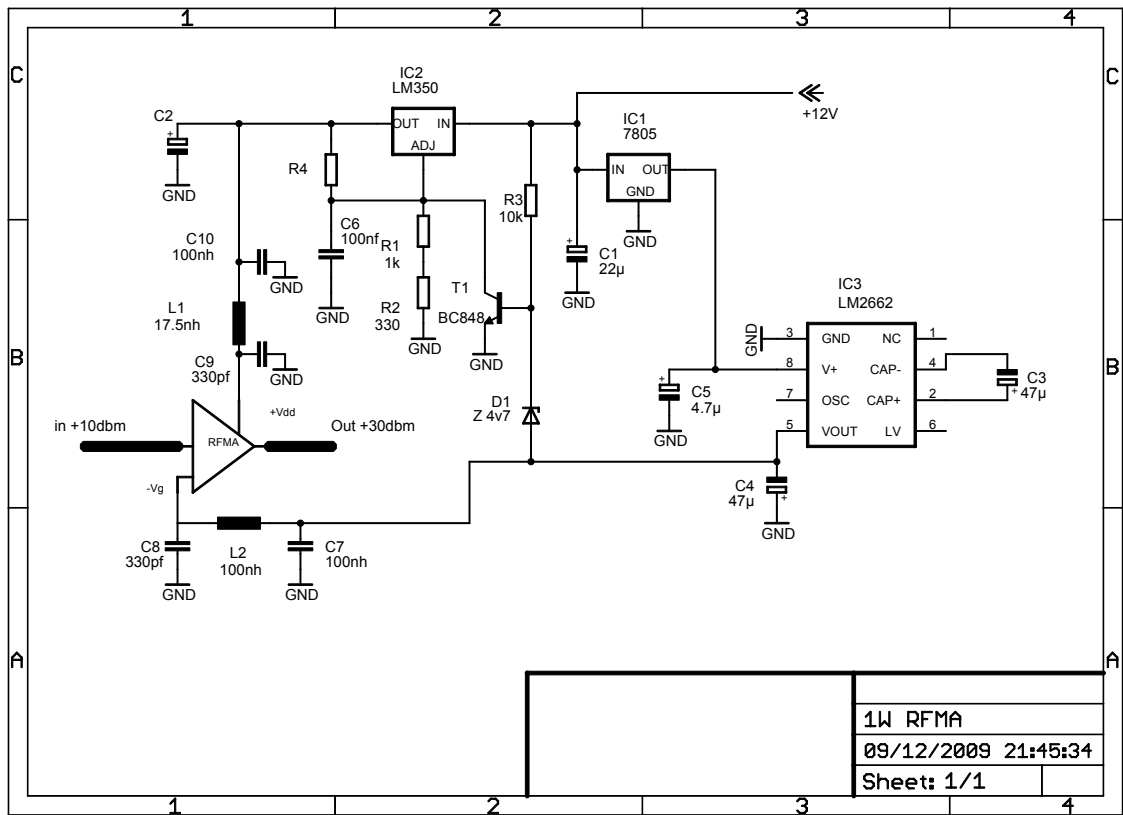 1 2 3 4
C C
IC2
LM350
OUT IN
ADJ
C2
+
GND
+12V
IC1
7805
IN OUT
GND
GND
R4
R3
10k
C6
100nf
GND
R1
1k
R2
330
GND
C10
100nh
GND
+
C1
22µ
GND
T1
BC848
GND
L1
17.5nh
C9
330pf
GND
IC3
LM2662
GND
3 GND NC 1
8 V+ CAP- 4
7 OSC CAP+ 2
5 VOUT LV 6
C3
47µ
+
B B
+
C5
4.7µ
GND
D1
Z 4v7
+Vdd
in +10dbm
RFMA
Out +30dbm
-Vg
C4
47µ
+
GND
C8
330pf
GND
L2
100nh
C7
100nh
GND
A A
1W RFMA
09/12/2009 21:45:34
Sheet: 1/1
1 2 3 4